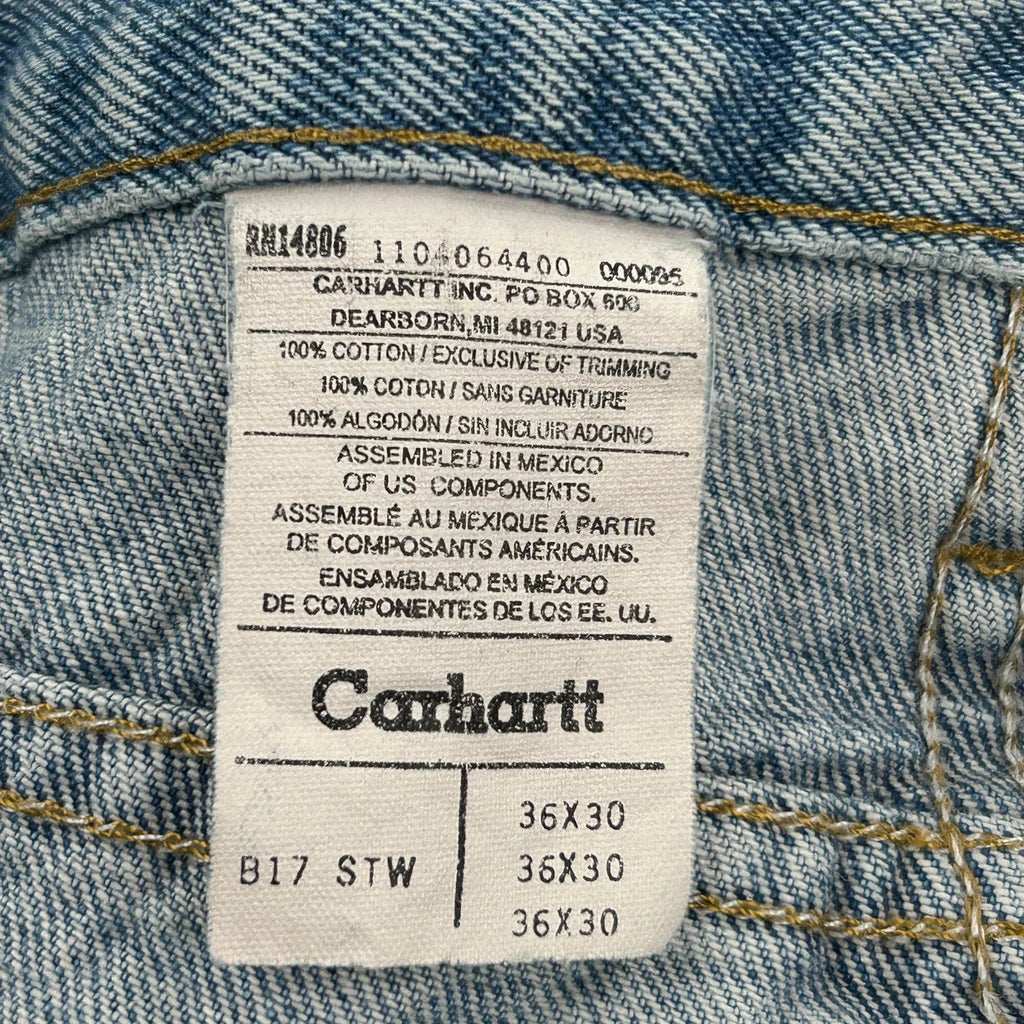 RN14806 1104064400 000095
CARHARTT INC. PO BOX 600
DEARBORN, MI 48121 USA
100% COTTON / EXCLUSIVE OF TRIMMING
100% COTON / SANS GARNITURE
100% ALGODÓN / SIN INCLUIR ADORNO
ASSEMBLED IN MEXICO
OF US COMPONENTS.
ASSEMBLÉ AU MEXIQUE À PARTIR
DE COMPOSANTS AMÉRICAINS.
ENSAMBLADO EN MÉXICO
DE COMPONENTES DE LOS EE. UU.
Carhartt
36X30
B17 STW 36X30
36X30